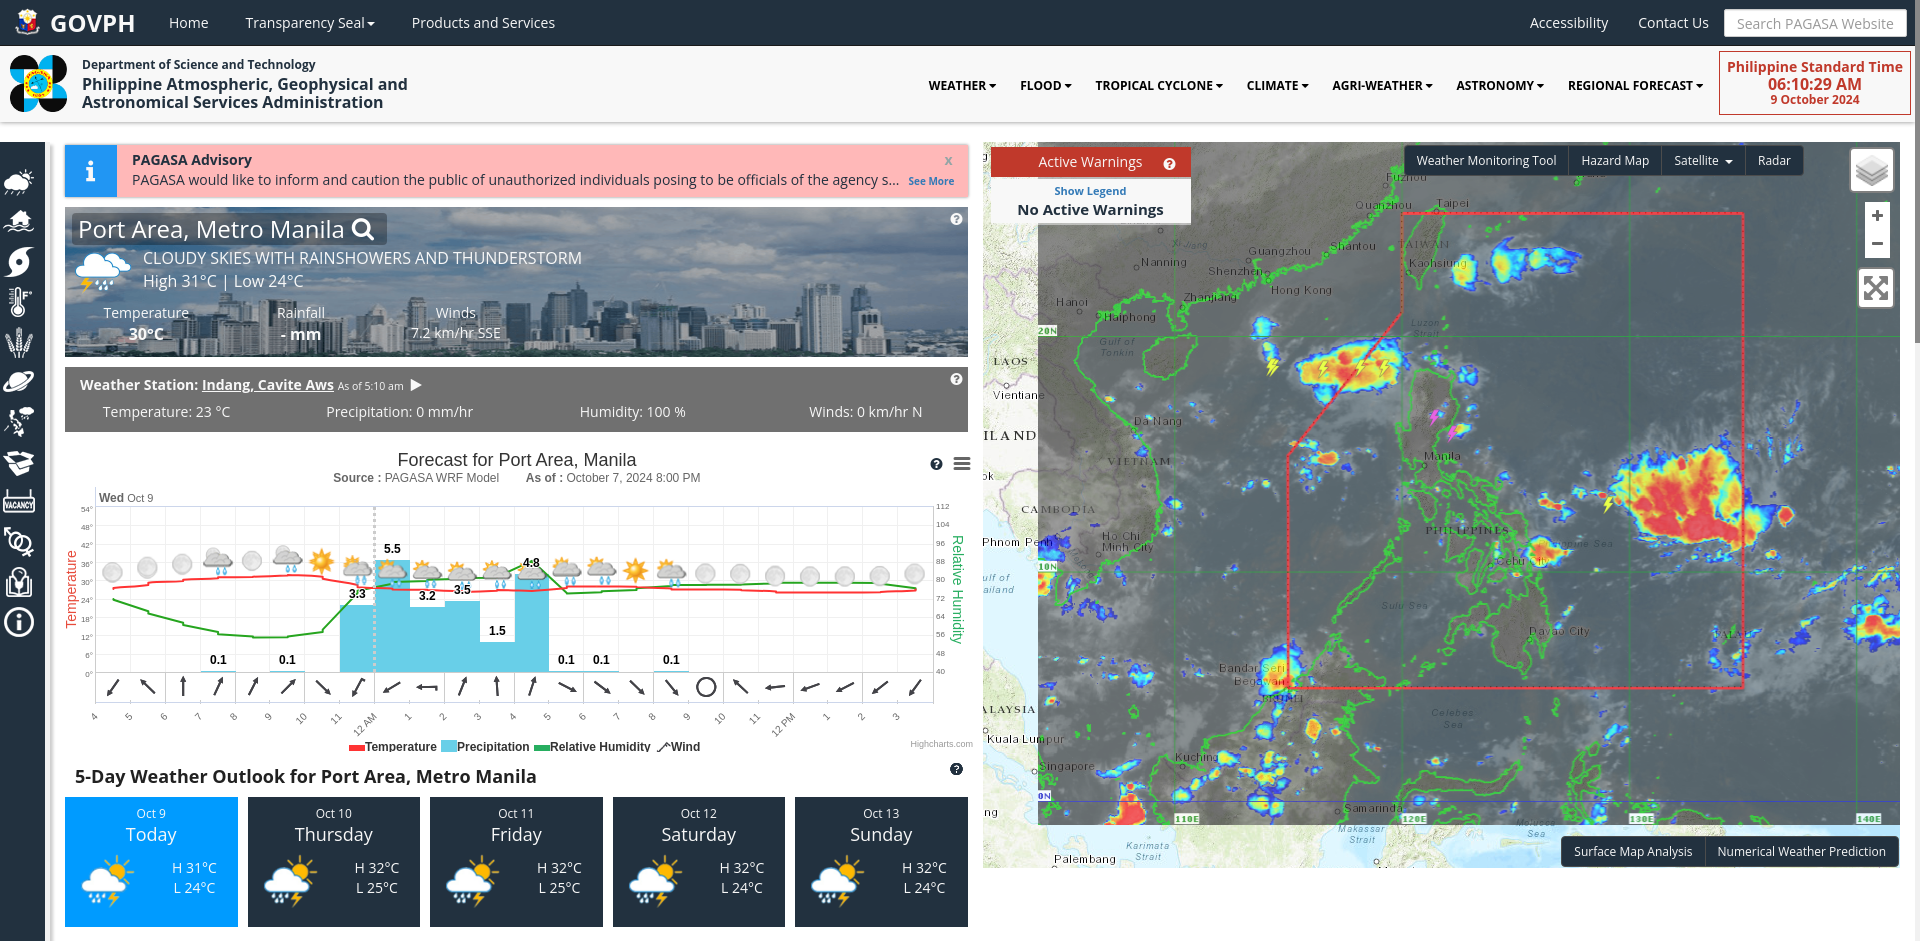 GOVPH
Home
Transparency Seal
Products and Services
Accessibility
Contact Us
Search PAGASA Website
Department of Science and Technology
Philippine Atmospheric, Geophysical and
Astronomical Services Administration
WEATHER
FLOOD
TROPICAL CYCLONE
CLIMATE
AGRI-WEATHER
ASTRONOMY
REGIONAL FORECAST
Philippine Standard Time
06:10:29 AM
9 October 2024
VACANCY
PAGASA Advisory
x
PAGASA would like to inform and caution the public of unauthorized individuals posing to be officials of the agency s...
See More
Port Area, Metro Manila
CLOUDY SKIES WITH RAINSHOWERS AND THUNDERSTORM
High 31°C | Low 24°C
Temperature
Rainfall
Winds
30°C
- mm
7.2 km/hr SSE
Weather Station: Indang, Cavite Aws As of 5:10 am
Temperature: 23 °C
Precipitation: 0 mm/hr
Humidity: 100 %
Winds: 0 km/hr N
Forecast for Port Area, Manila
Source : PAGASA WRF Model As of : October 7, 2024 8:00 PM
Wed Oct 9
Temperature
54°
48°
42°
36°
30°
24°
18°
12°
6°
0°
112
104
96
88
80
72
64
56
48
40
Relative Humidity
0.1
0.1
3.3
5.5
3.2
3.5
1.5
4.8
0.1
0.1
0.1
4
5
6
7
8
9
10
11
12 AM
1
2
3
4
5
6
7
8
9
10
11
12 PM
1
2
3
Temperature
Precipitation
Relative Humidity
Wind
Highcharts.com
5-Day Weather Outlook for Port Area, Metro Manila
Oct 9
Today
H 31°C
L 24°C
Oct 10
Thursday
H 32°C
L 25°C
Oct 11
Friday
H 32°C
L 25°C
Oct 12
Saturday
H 32°C
L 24°C
Oct 13
Sunday
H 32°C
L 24°C
Active Warnings
Show Legend
No Active Warnings
Weather Monitoring Tool
Hazard Map
Satellite
Radar
+
−
Fuzhou
Quanzhou
Taipei
Xi Jiang
Guangzhou
Shantou
TAIWAN
Nanning
Shenzhen
Kaohsiung
Hanoi
Zhanjiang
Hong Kong
Haiphong
Luzon
Strait
20N
Gulf of
Tonkin
LAOS
Vientiane
Da Nang
ILAND
Manila
VIETNAM
ok
CAMBODIA
PHILIPPINES
Phnom Penh
Ho Chi
Minh City
Cebu City
10N
ulf of
ailand
Sulu Sea
Davao City
PALAU
Bandar Seri
Begawan
BRUNEI
ALAYSIA
Celebes
Sea
Kuala Lumpur
Kuching
Singapore
0N
ng
Samarinda
110E
120E
130E
140E
Makassar
Strait
Molucca
Sea
Karimata
Strait
Palembang
Surface Map Analysis
Numerical Weather Prediction